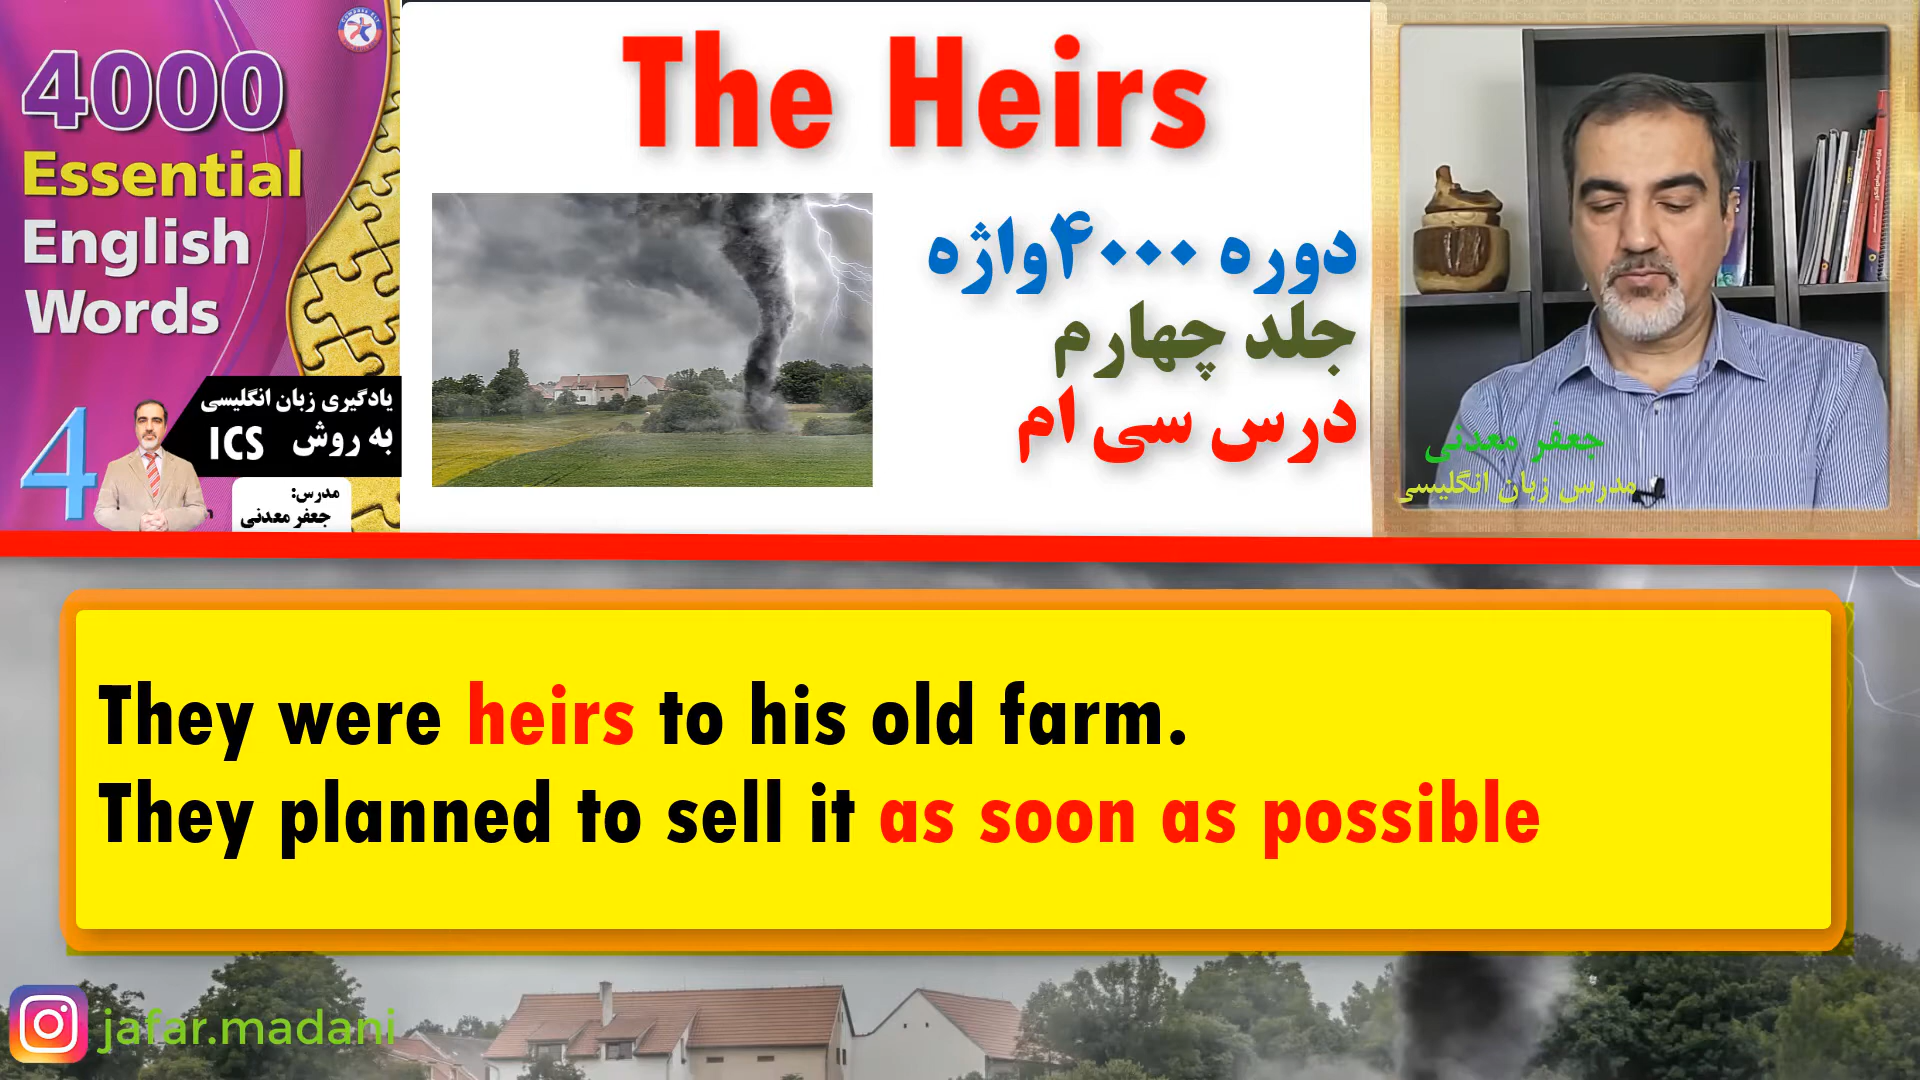 4000
Essential
English
Words
4
یادگیری زبان انگلیسی
به روش ICS
مدرس:
جعفر معدنی
The Heirs
دوره ۴۰۰۰واژه
جلد چهارم
درس سی ام
جعفر معدنی
مدرس زبان انگلیسی
They were heirs to his old farm.
They planned to sell it as soon as possible
jafar.madani